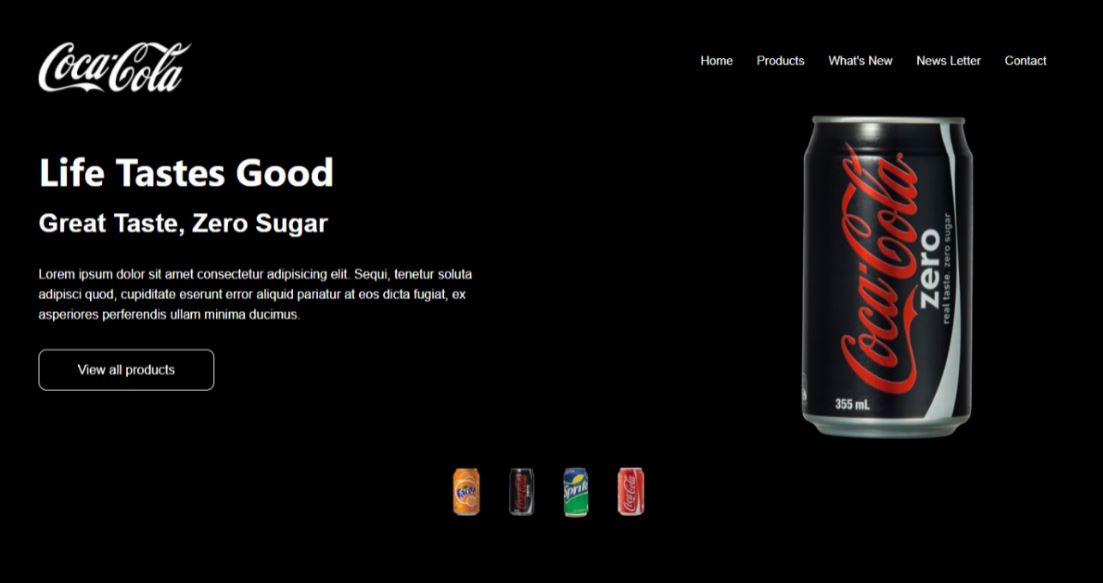 Coca-Cola
Home Products What's New News Letter Contact
Life Tastes Good
Great Taste, Zero Sugar
Lorem ipsum dolor sit amet consectetur adipisicing elit. Sequi, tenetur soluta
adipisci quod, cupiditate eserunt error aliquid pariatur at eos dicta fugiat, ex
asperiores perferendis ullam minima ducimus.
View all products
Coca-Cola
zero
real taste. zero sugar
355 mL
Fanta
Sprite
Coca-Cola